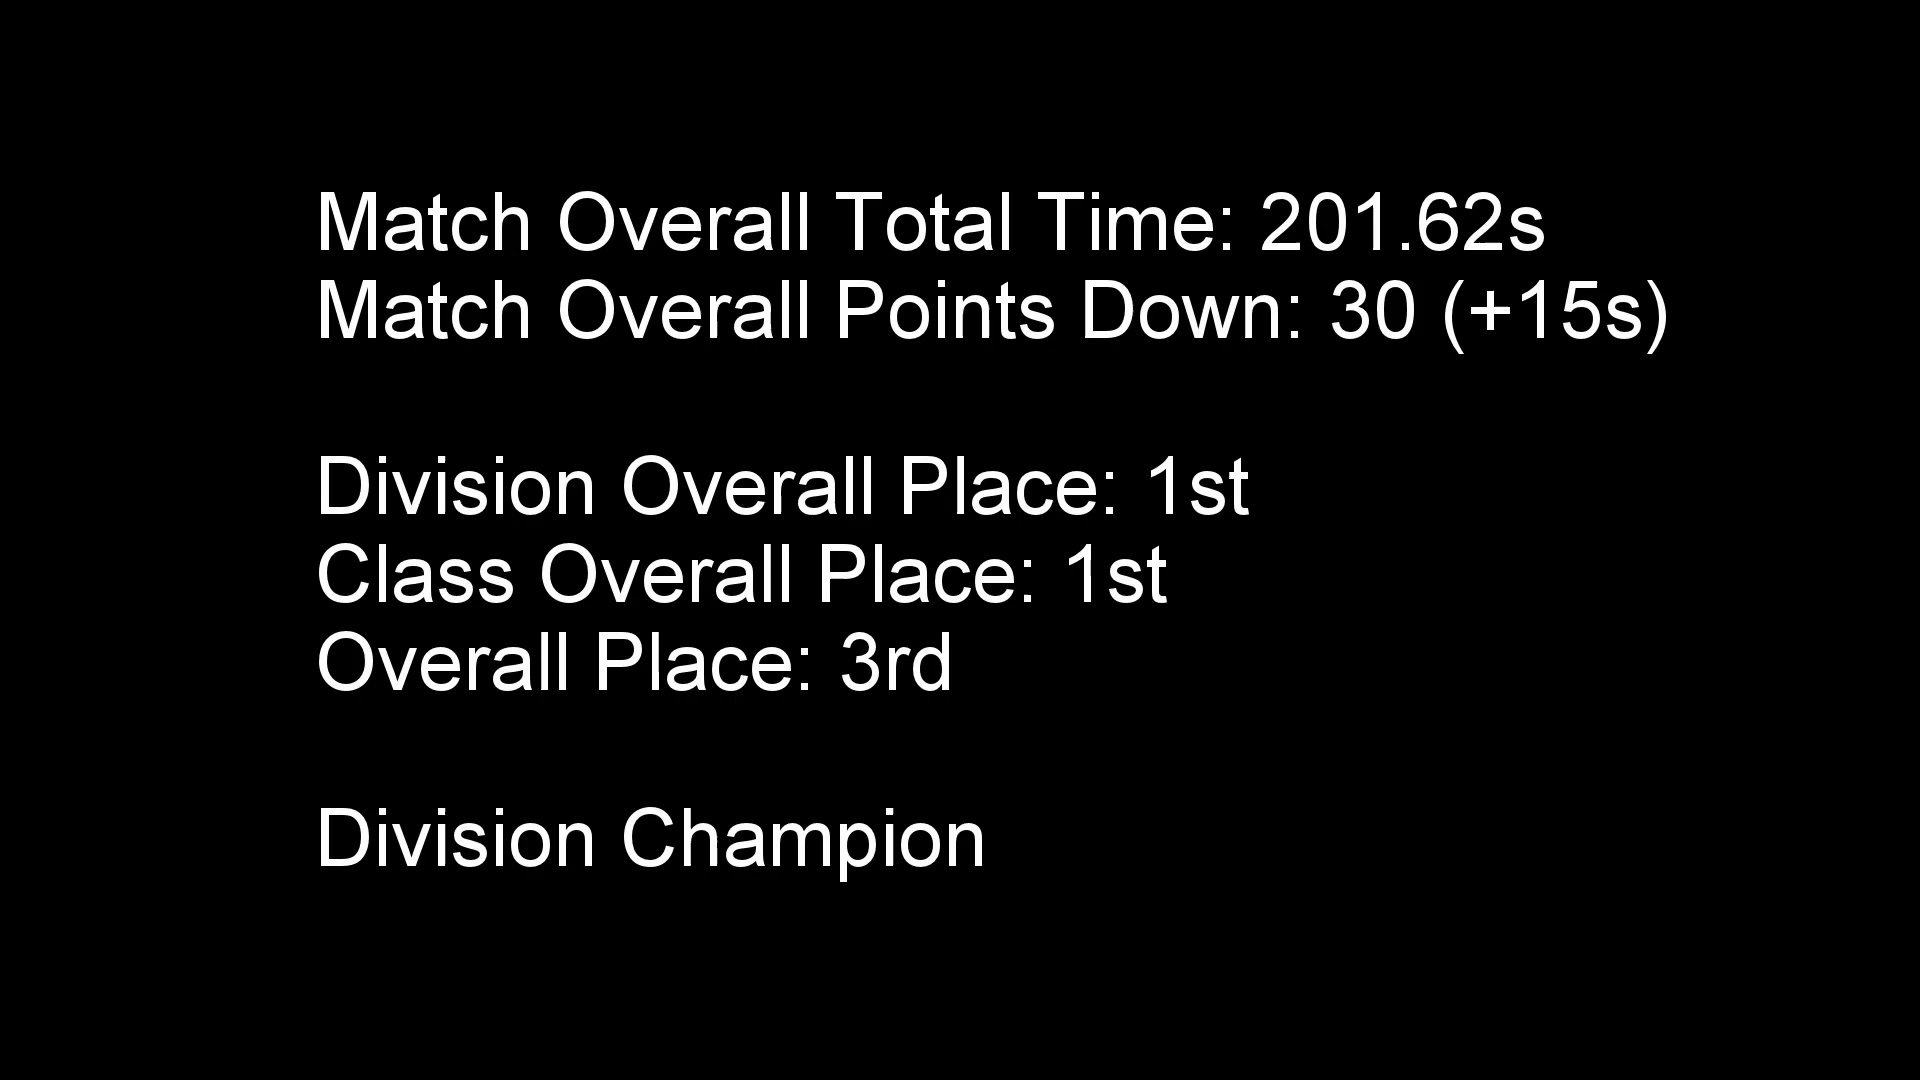 Match Overall Total Time: 201.62s
Match Overall Points Down: 30 (+15s)
Division Overall Place: 1st
Class Overall Place: 1st
Overall Place: 3rd
Division Champion